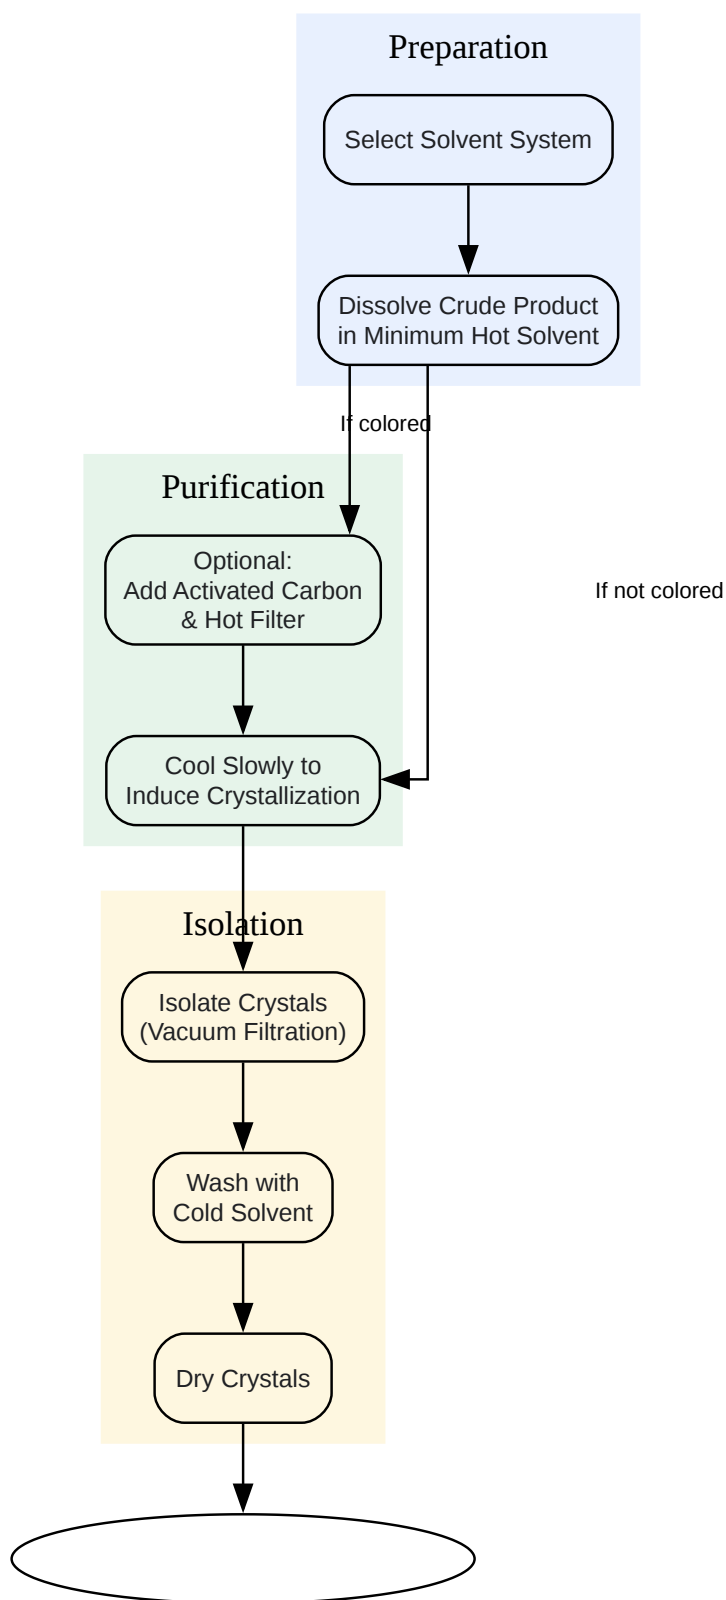 Preparation
Select Solvent System
Dissolve Crude Product
in Minimum Hot Solvent
If colored
Purification
Optional:
Add Activated Carbon
& Hot Filter
If not colored
Cool Slowly to
Induce Crystallization
Isolation
Isolate Crystals
(Vacuum Filtration)
Wash with
Cold Solvent
Dry Crystals